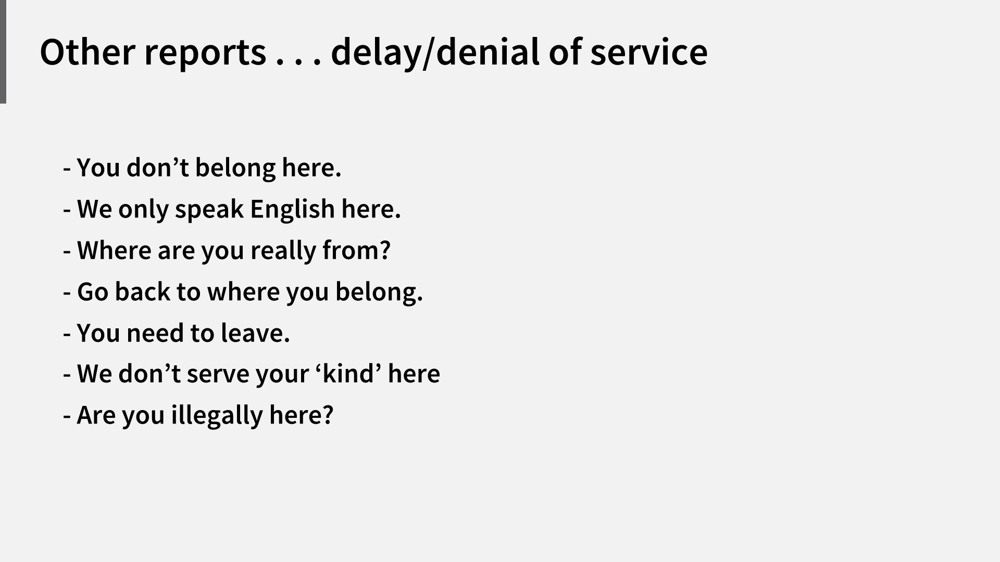 Other reports . . . delay/denial of service
- You don’t belong here.
- We only speak English here.
- Where are you really from?
- Go back to where you belong.
- You need to leave.
- We don’t serve your ‘kind’ here
- Are you illegally here?